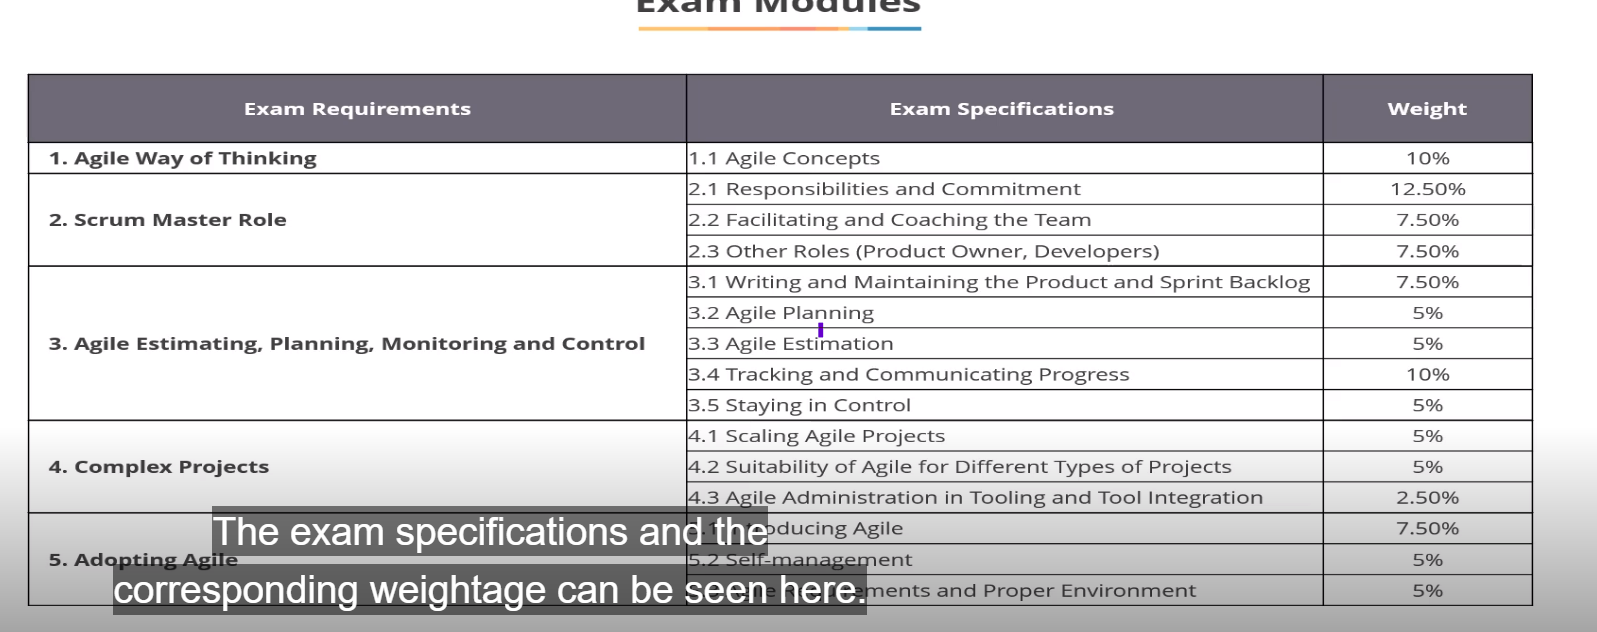 Exam Modules
Exam Requirements Exam Specifications Weight
1. Agile Way of Thinking 1.1 Agile Concepts 10%
2.1 Responsibilities and Commitment 12.50%
2. Scrum Master Role 2.2 Facilitating and Coaching the Team 7.50%
2.3 Other Roles (Product Owner, Developers) 7.50%
3.1 Writing and Maintaining the Product and Sprint Backlog 7.50%
3.2 Agile Planning 5%
3. Agile Estimating, Planning, Monitoring and Control 3.3 Agile Estimation 5%
3.4 Tracking and Communicating Progress 10%
3.5 Staying in Control 5%
4.1 Scaling Agile Projects 5%
4. Complex Projects 4.2 Suitability of Agile for Different Types of Projects 5%
4.3 Agile Administration in Tooling and Tool Integration 2.50%
Agile 7.50%
5. Adopting Agile 5.2 Self-management 5%
and Proper Environment 5%
The exam specifications and the
corresponding weightage can be seen here.